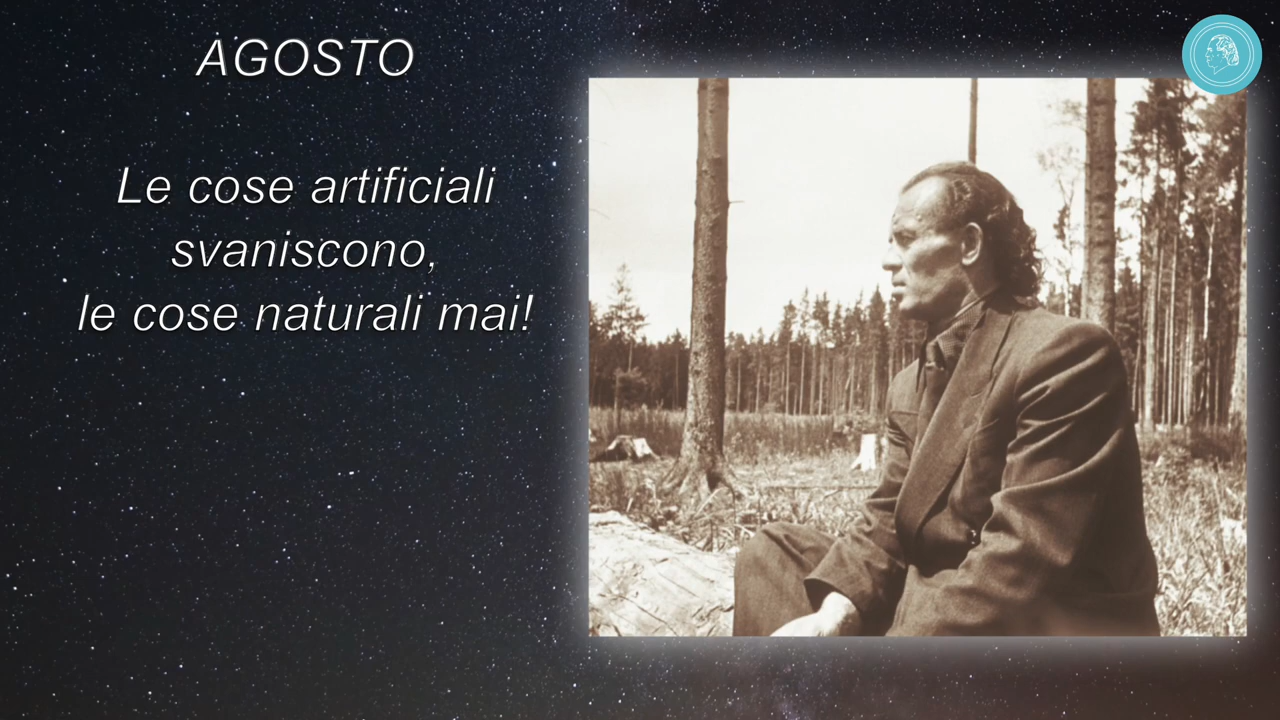 AGOSTO
Le cose artificiali
svaniscono,
le cose naturali mai!